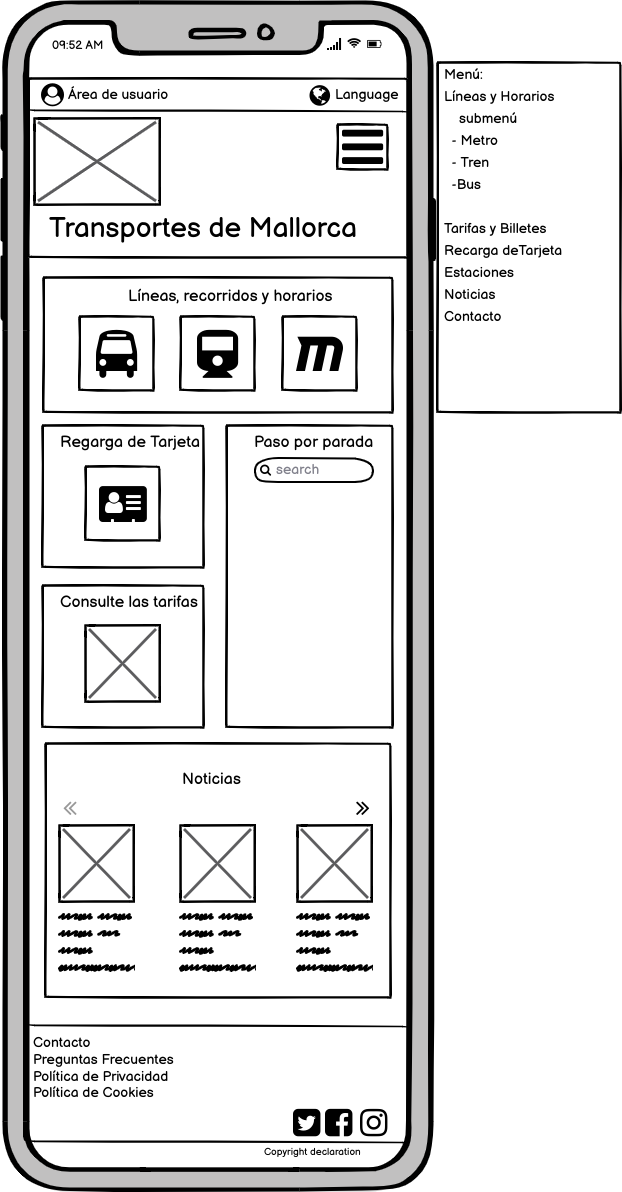 09:52 AM
Área de usuario
Language
Transportes de Mallorca
Líneas, recorridos y horarios
m
Regarga de Tarjeta
Paso por parada
search
Consulte las tarifas
Noticias
Contacto
Preguntas Frecuentes
Política de Privacidad
Política de Cookies
Copyright declaration
Menú:
Líneas y Horarios
submenú
- Metro
- Tren
-Bus
Tarifas y Billetes
Recarga deTarjeta
Estaciones
Noticias
Contacto